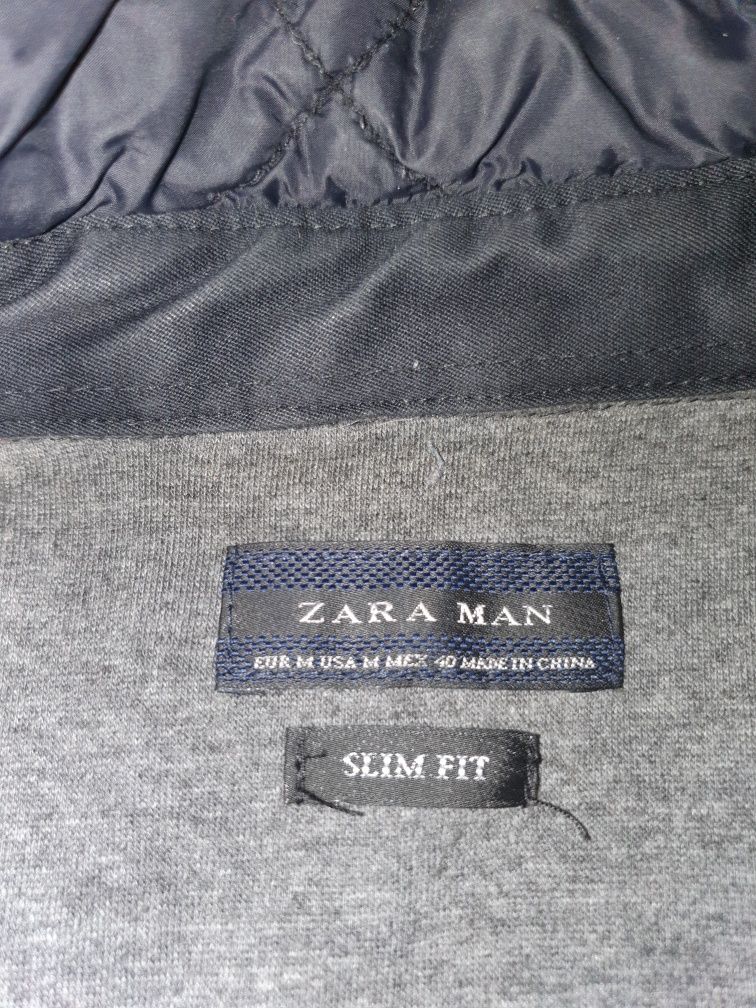 ZARA MAN
EUR M USA M MEX 40 MADE IN CHINA
SLIM FIT